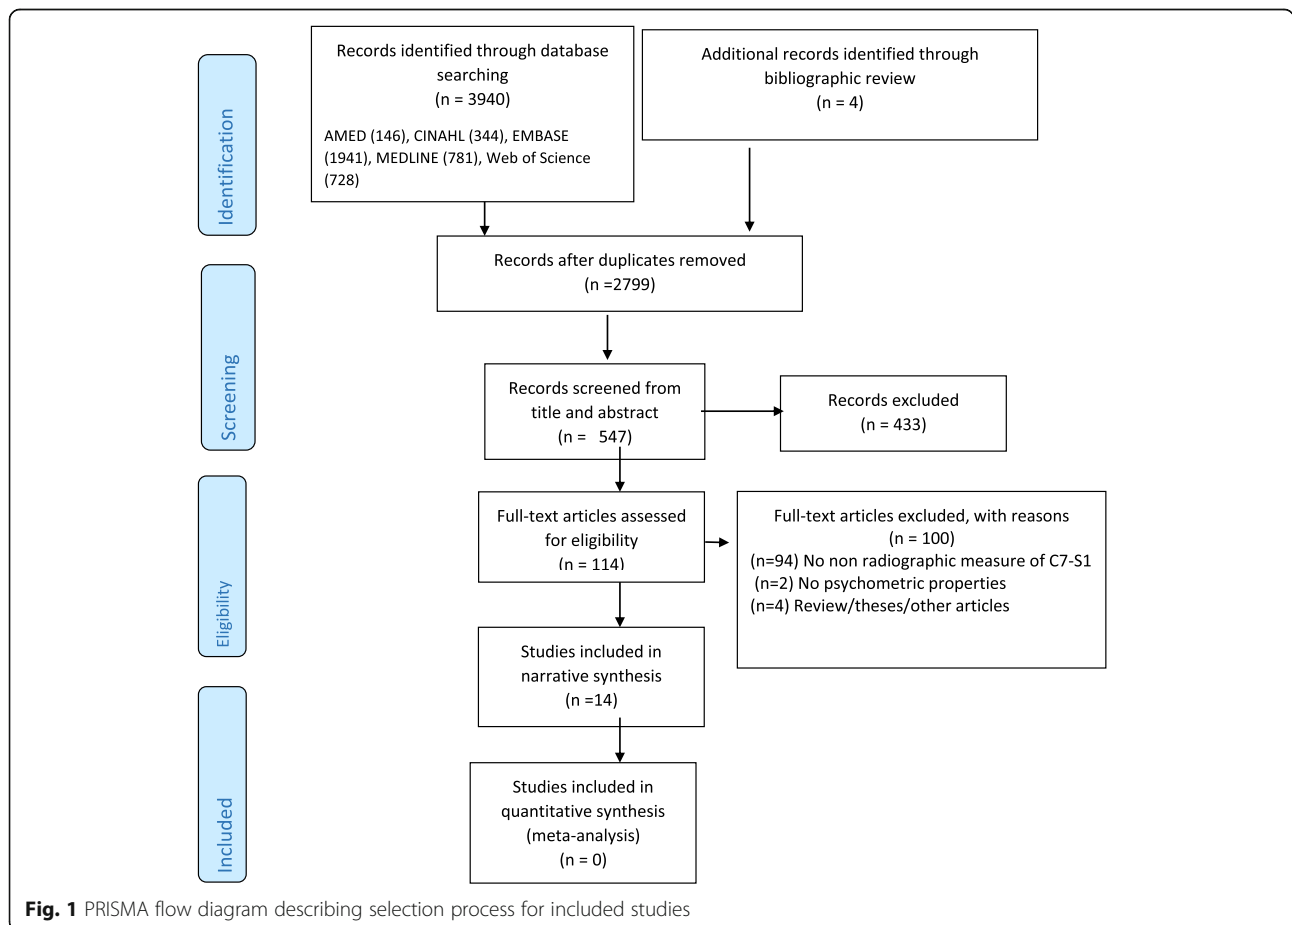 Records identified through database
searching
(n = 3940)
AMED (146), CINAHL (344), EMBASE
(1941), MEDLINE (781), Web of Science
(728)
Additional records identified through
bibliographic review
(n = 4)
Identification
Records after duplicates removed
(n =2799)
Screening
Records screened from
title and abstract
(n = 547)
Records excluded
(n = 433)
Eligibility
Full-text articles assessed
for eligibility
(n = 114)
Full-text articles excluded, with reasons
(n = 100)
(n=94) No non radiographic measure of C7-S1
(n=2) No psychometric properties
(n=4) Review/theses/other articles
Studies included in
narrative synthesis
(n =14)
Included
Studies included in
quantitative synthesis
(meta-analysis)
(n = 0)
Fig. 1 PRISMA flow diagram describing selection process for included studies